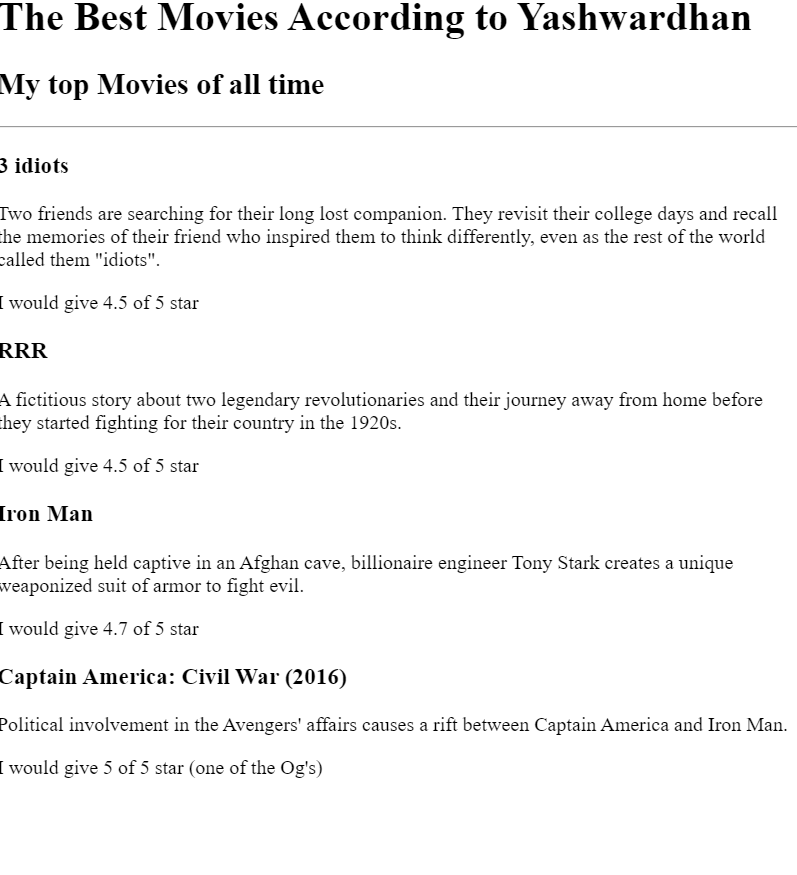 The Best Movies According to Yashwardhan
My top Movies of all time
3 idiots
Two friends are searching for their long lost companion. They revisit their college days and recall
the memories of their friend who inspired them to think differently, even as the rest of the world
called them "idiots".
I would give 4.5 of 5 star
RRR
A fictitious story about two legendary revolutionaries and their journey away from home before
they started fighting for their country in the 1920s.
I would give 4.5 of 5 star
Iron Man
After being held captive in an Afghan cave, billionaire engineer Tony Stark creates a unique
weaponized suit of armor to fight evil.
I would give 4.7 of 5 star
Captain America: Civil War (2016)
Political involvement in the Avengers' affairs causes a rift between Captain America and Iron Man.
I would give 5 of 5 star (one of the Og's)